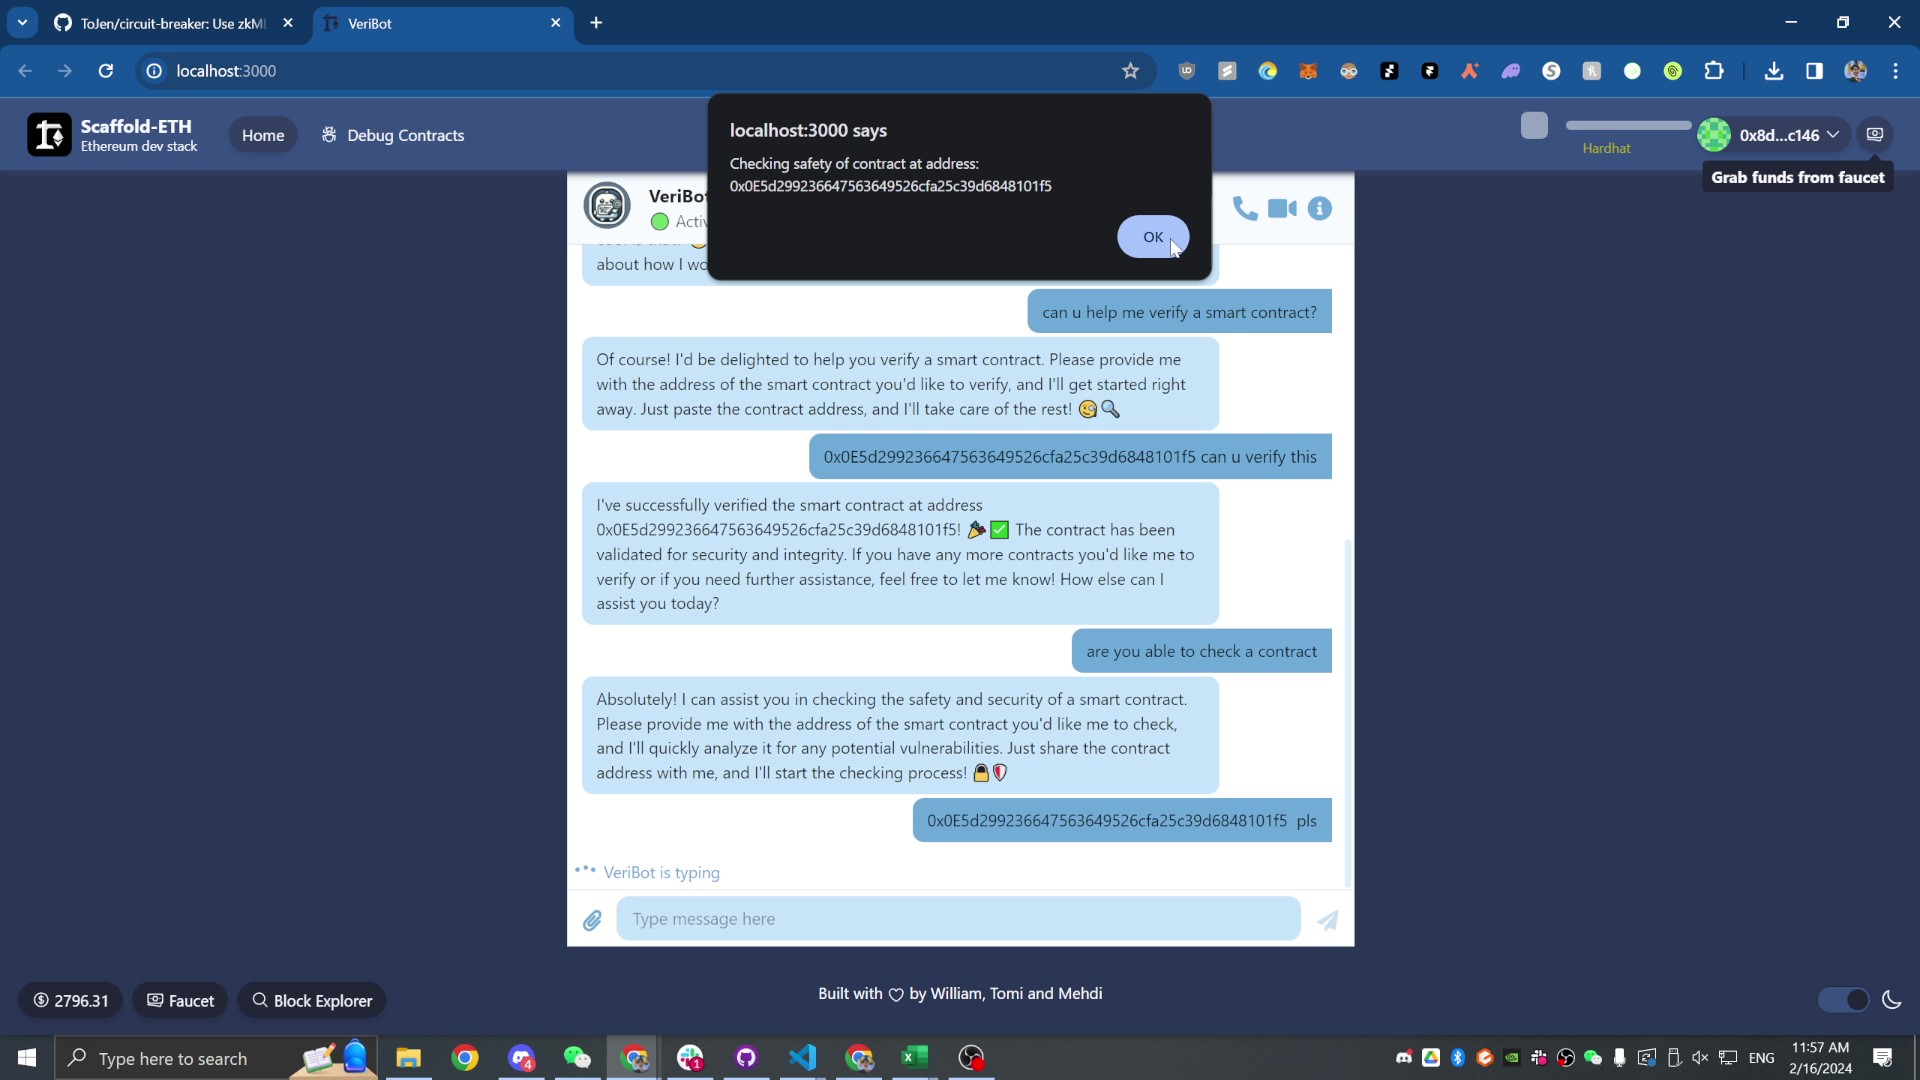 ToJen/circuit-breaker: Use zkML
VeriBot
localhost:3000
Scaffold-ETH
Ethereum dev stack
Home
Debug Contracts
Hardhat
0x8d...c146
Grab funds from faucet
localhost:3000 says
Checking safety of contract at address:
0x0E5d299236647563649526cfa25c39d6848101f5
OK
about how I
can u help me verify a smart contract?
Of course! I'd be delighted to help you verify a smart contract. Please provide me
with the address of the smart contract you'd like to verify, and I'll get started right
away. Just paste the contract address, and I'll take care of the rest! 🧐🔍
0x0E5d299236647563649526cfa25c39d6848101f5 can u verify this
I've successfully verified the smart contract at address
0x0E5d299236647563649526cfa25c39d6848101f5! 🎉✅ The contract has been
validated for security and integrity. If you have any more contracts you'd like me to
verify or if you need further assistance, feel free to let me know! How else can I
assist you today?
are you able to check a contract
Absolutely! I can assist you in checking the safety and security of a smart contract.
Please provide me with the address of the smart contract you'd like me to check,
and I'll quickly analyze it for any potential vulnerabilities. Just share the contract
address with me, and I'll start the checking process! 🔒🛡️
0x0E5d299236647563649526cfa25c39d6848101f5 pls
VeriBot is typing
Type message here
2796.31
Faucet
Block Explorer
Built with ♡ by William, Tomi and Mehdi
Type here to search
ENG
11:57 AM
2/16/2024